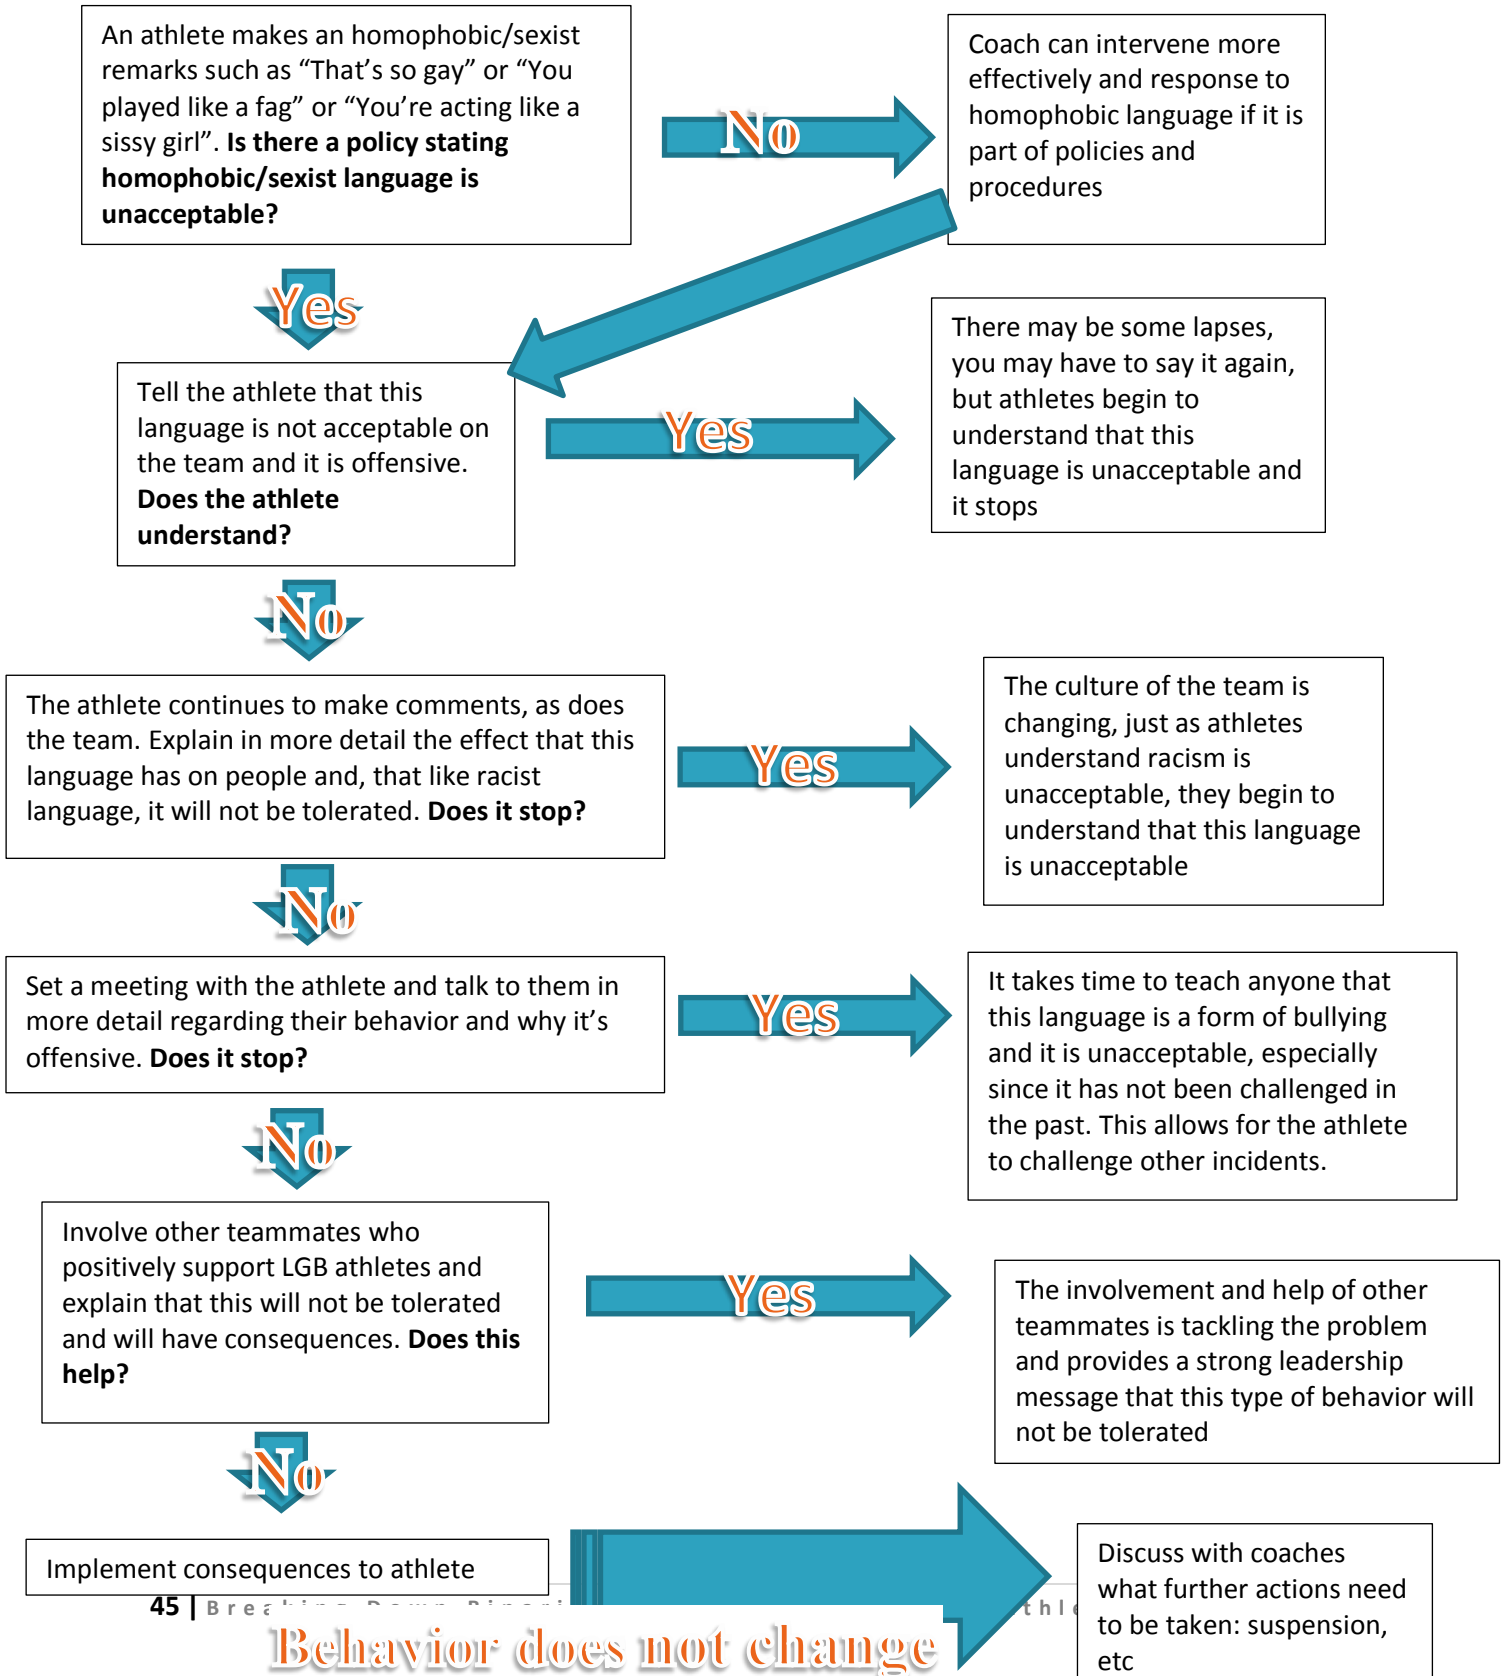 An athlete makes an homophobic/sexist
remarks such as “That’s so gay” or “You
played like a fag” or “You’re acting like a
sissy girl”. Is there a policy stating
homophobic/sexist language is
unacceptable?
No
Coach can intervene more
effectively and response to
homophobic language if it is
part of policies and
procedures
Yes
Tell the athlete that this
language is not acceptable on
the team and it is offensive.
Does the athlete
understand?
Yes
There may be some lapses,
you may have to say it again,
but athletes begin to
understand that this
language is unacceptable and
it stops
No
The athlete continues to make comments, as does
the team. Explain in more detail the effect that this
language has on people and, that like racist
language, it will not be tolerated. Does it stop?
Yes
The culture of the team is
changing, just as athletes
understand racism is
unacceptable, they begin to
understand that this language
is unacceptable
No
Set a meeting with the athlete and talk to them in
more detail regarding their behavior and why it’s
offensive. Does it stop?
Yes
It takes time to teach anyone that
this language is a form of bullying
and it is unacceptable, especially
since it has not been challenged in
the past. This allows for the athlete
to challenge other incidents.
No
Involve other teammates who
positively support LGB athletes and
explain that this will not be tolerated
and will have consequences. Does this
help?
Yes
The involvement and help of other
teammates is tackling the problem
and provides a strong leadership
message that this type of behavior will
not be tolerated
No
Implement consequences to athlete
Behavior does not change
Discuss with coaches
what further actions need
to be taken: suspension,
etc
45 |